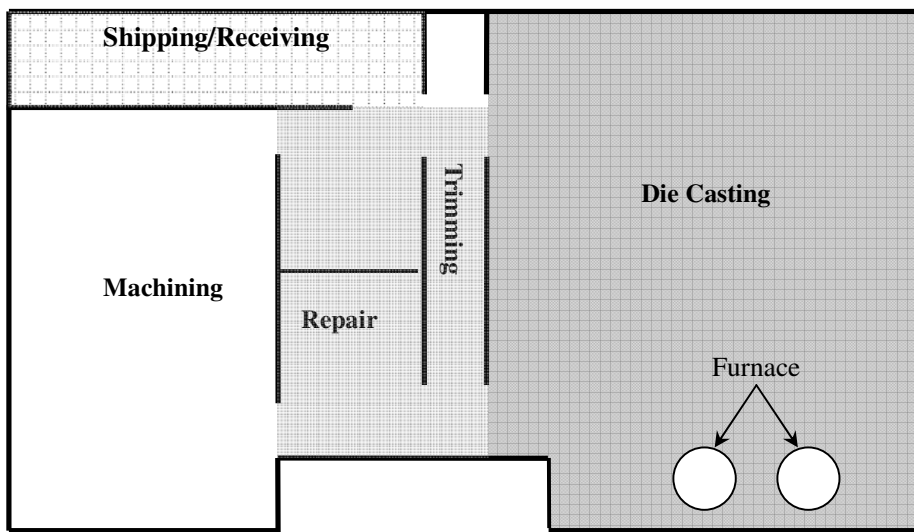 Shipping/Receiving
Trimming
Die Casting
Machining
Repair
Furnace